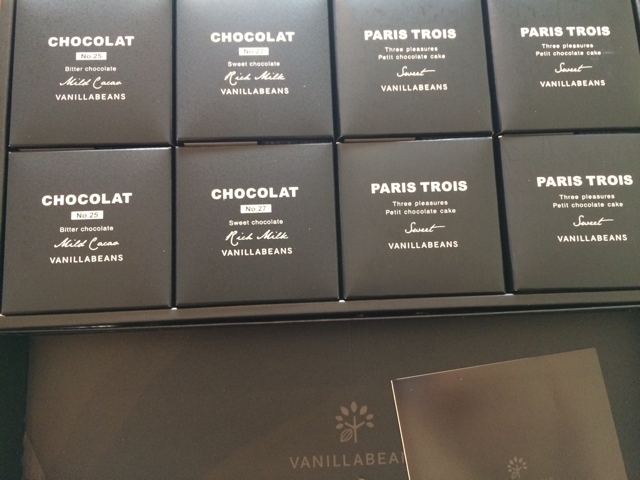 CHOCOLAT
No.25
Bitter chocolate
Mild Cacao
VANILLABEANS
CHOCOLAT
No.27
Sweet chocolate
Rich Milk
VANILLABEANS
PARIS TROIS
Three pleasures
Petit chocolate cake
Sweet
VANILLABEANS
PARIS TROIS
Three pleasures
Petit chocolate cake
Sweet
VANILLABEANS
CHOCOLAT
No.25
Bitter chocolate
Mild Cacao
VANILLABEANS
CHOCOLAT
No.27
Sweet chocolate
Rich Milk
VANILLABEANS
PARIS TROIS
Three pleasures
Petit chocolate cake
Sweet
VANILLABEANS
PARIS TROIS
Three pleasures
Petit chocolate cake
Sweet
VANILLABEANS
VANILLABEAN